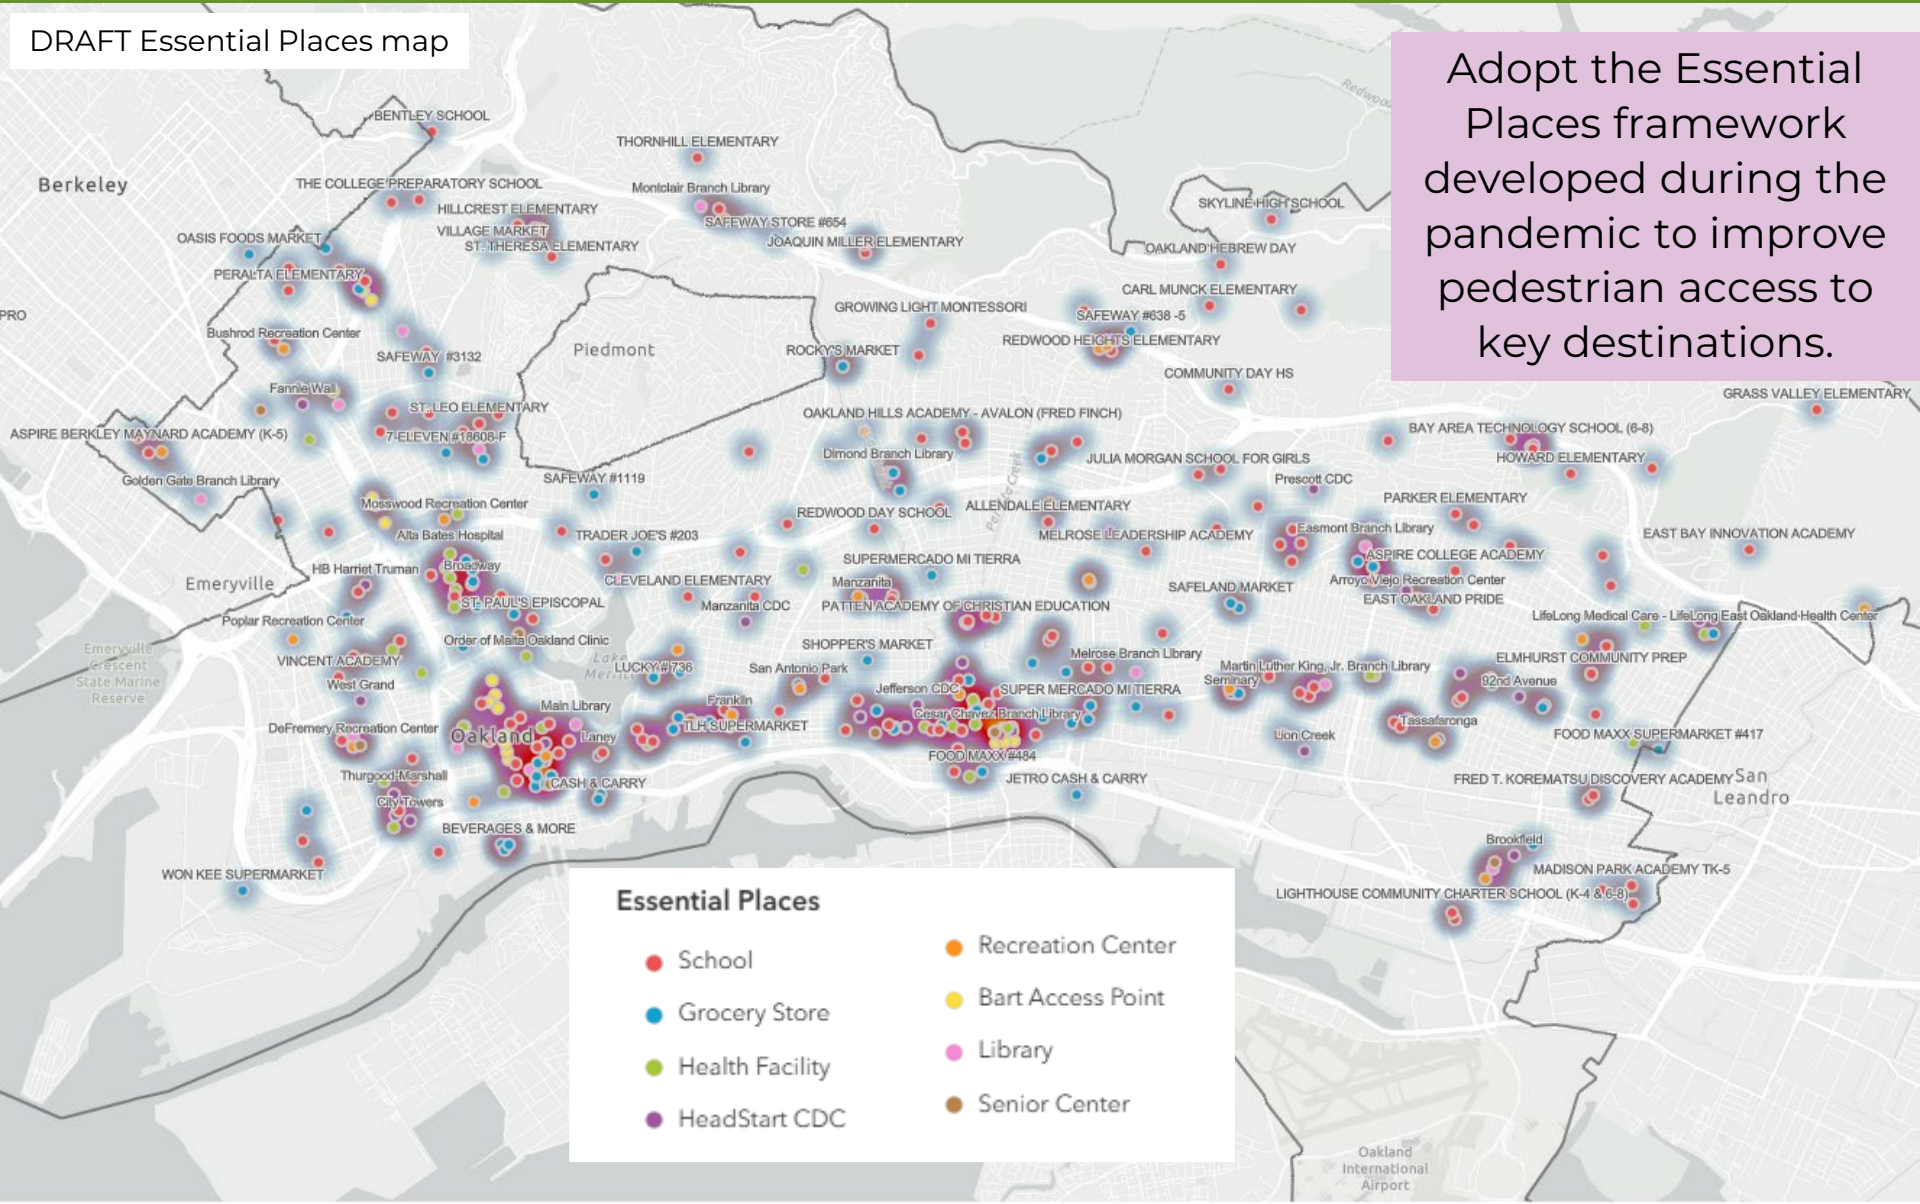 DRAFT Essential Places map
Adopt the Essential
Places framework
developed during the
pandemic to improve
pedestrian access to
key destinations.
Redwood
BENTLEY SCHOOL
THORNHILL ELEMENTARY
Berkeley
THE COLLEGE PREPARATORY SCHOOL
Montclair Branch Library
HILLCREST ELEMENTARY
SKYLINE HIGH SCHOOL
VILLAGE MARKET
SAFEWAY STORE #654
OASIS FOODS MARKET
ST. THERESA ELEMENTARY
JOAQUIN MILLER ELEMENTARY
OAKLAND HEBREW DAY
PERALTA ELEMENTARY
CARL MUNCK ELEMENTARY
GROWING LIGHT MONTESSORI
PRO
SAFEWAY #638 -5
Bushrod Recreation Center
REDWOOD HEIGHTS ELEMENTARY
SAFEWAY #3132
Piedmont
ROCKY'S MARKET
COMMUNITY DAY HS
Fannie Wall
GRASS VALLEY ELEMENTARY
ST. LEO ELEMENTARY
OAKLAND HILLS ACADEMY - AVALON (FRED FINCH)
ASPIRE BERKLEY MAYNARD ACADEMY (K-5)
7-ELEVEN #18608-F
BAY AREA TECHNOLOGY SCHOOL (6-8)
Dimond Branch Library
JULIA MORGAN SCHOOL FOR GIRLS
HOWARD ELEMENTARY
Golden Gate Branch Library
SAFEWAY #1119
Prescott CDC
Peralta Creek
Mosswood Recreation Center
REDWOOD DAY SCHOOL
ALLENDALE ELEMENTARY
PARKER ELEMENTARY
Alta Bates Hospital
TRADER JOE'S #203
MELROSE LEADERSHIP ACADEMY
Easmont Branch Library
EAST BAY INNOVATION ACADEMY
HB Harriet Truman
Broadway
SUPERMERCADO MI TIERRA
ASPIRE COLLEGE ACADEMY
Emeryville
CLEVELAND ELEMENTARY
Manzanita
SAFELAND MARKET
Arroyo Viejo Recreation Center
ST. PAUL'S EPISCOPAL
Manzanita CDC
PATTEN ACADEMY OF CHRISTIAN EDUCATION
EAST OAKLAND PRIDE
Poplar Recreation Center
LifeLong Medical Care - LifeLong East Oakland Health Center
Emeryville
Crescent
State Marine
Reserve
Order of Malta Oakland Clinic
SHOPPER'S MARKET
VINCENT ACADEMY
Lake
Merritt
LUCKY #736
San Antonio Park
Melrose Branch Library
Martin Luther King, Jr. Branch Library
ELMHURST COMMUNITY PREP
West Grand
Jefferson CDC
SUPER MERCADO MI TIERRA
Seminary
92nd Avenue
Main Library
Franklin
Cesar Chavez Branch Library
DeFremery Recreation Center
Oakland
Laney
TLH SUPERMARKET
Tassafaronga
Lion Creek
FOOD MAXX SUPERMARKET #417
FOOD MAXX #484
Thurgood Marshall
CASH & CARRY
JETRO CASH & CARRY
FRED T. KOREMATSU DISCOVERY ACADEMY
San
Leandro
City Towers
BEVERAGES & MORE
Brookfield
WON KEE SUPERMARKET
MADISON PARK ACADEMY TK-5
LIGHTHOUSE COMMUNITY CHARTER SCHOOL (K-4 & 6-8)
Essential Places
School
Grocery Store
Health Facility
HeadStart CDC
Recreation Center
Bart Access Point
Library
Senior Center
Oakland
International
Airport